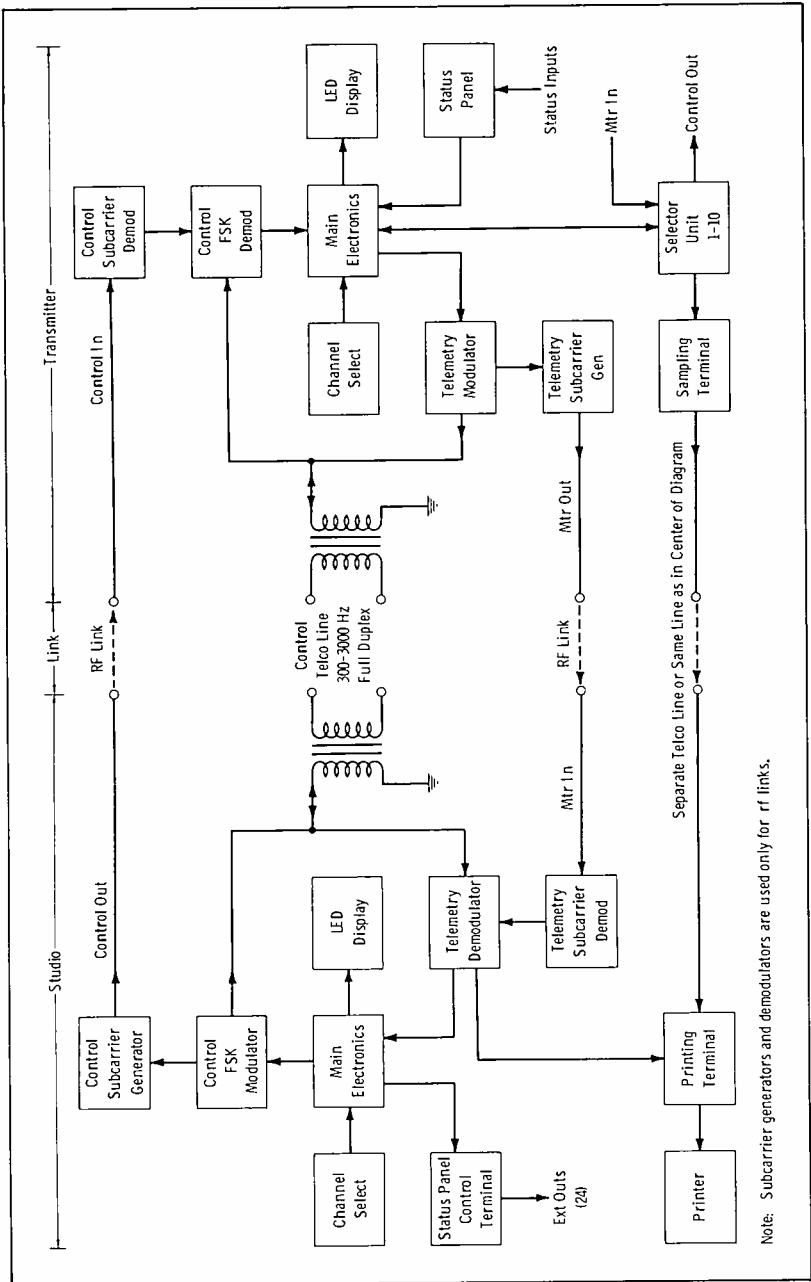 Studio
Link
Transmitter
Control
Subcarrier
Generator
Control Out
RF Link
Control In
Control
Subcarrier
Demod
Control
FSK
Modulator
Control
FSK
Demod
Channel
Select
Main
Electronics
LED
Display
Control
Telco Line
300-3000 Hz
Full Duplex
Channel
Select
Main
Electronics
LED
Display
Status Panel
Control
Terminal
Ext Outs
(24)
Telemetry
Demodulator
Telemetry
Modulator
Status
Panel
Status Inputs
Telemetry
Subcarrier
Demod
Mtr In
RF Link
Mtr Out
Telemetry
Subcarrier
Gen
Mtr In
Printer
Printing
Terminal
Separate Telco Line or Same Line as in Center of Diagram
Sampling
Terminal
Selector
Unit
1-10
Control Out
Note: Subcarrier generators and demodulators are used only for rf links.